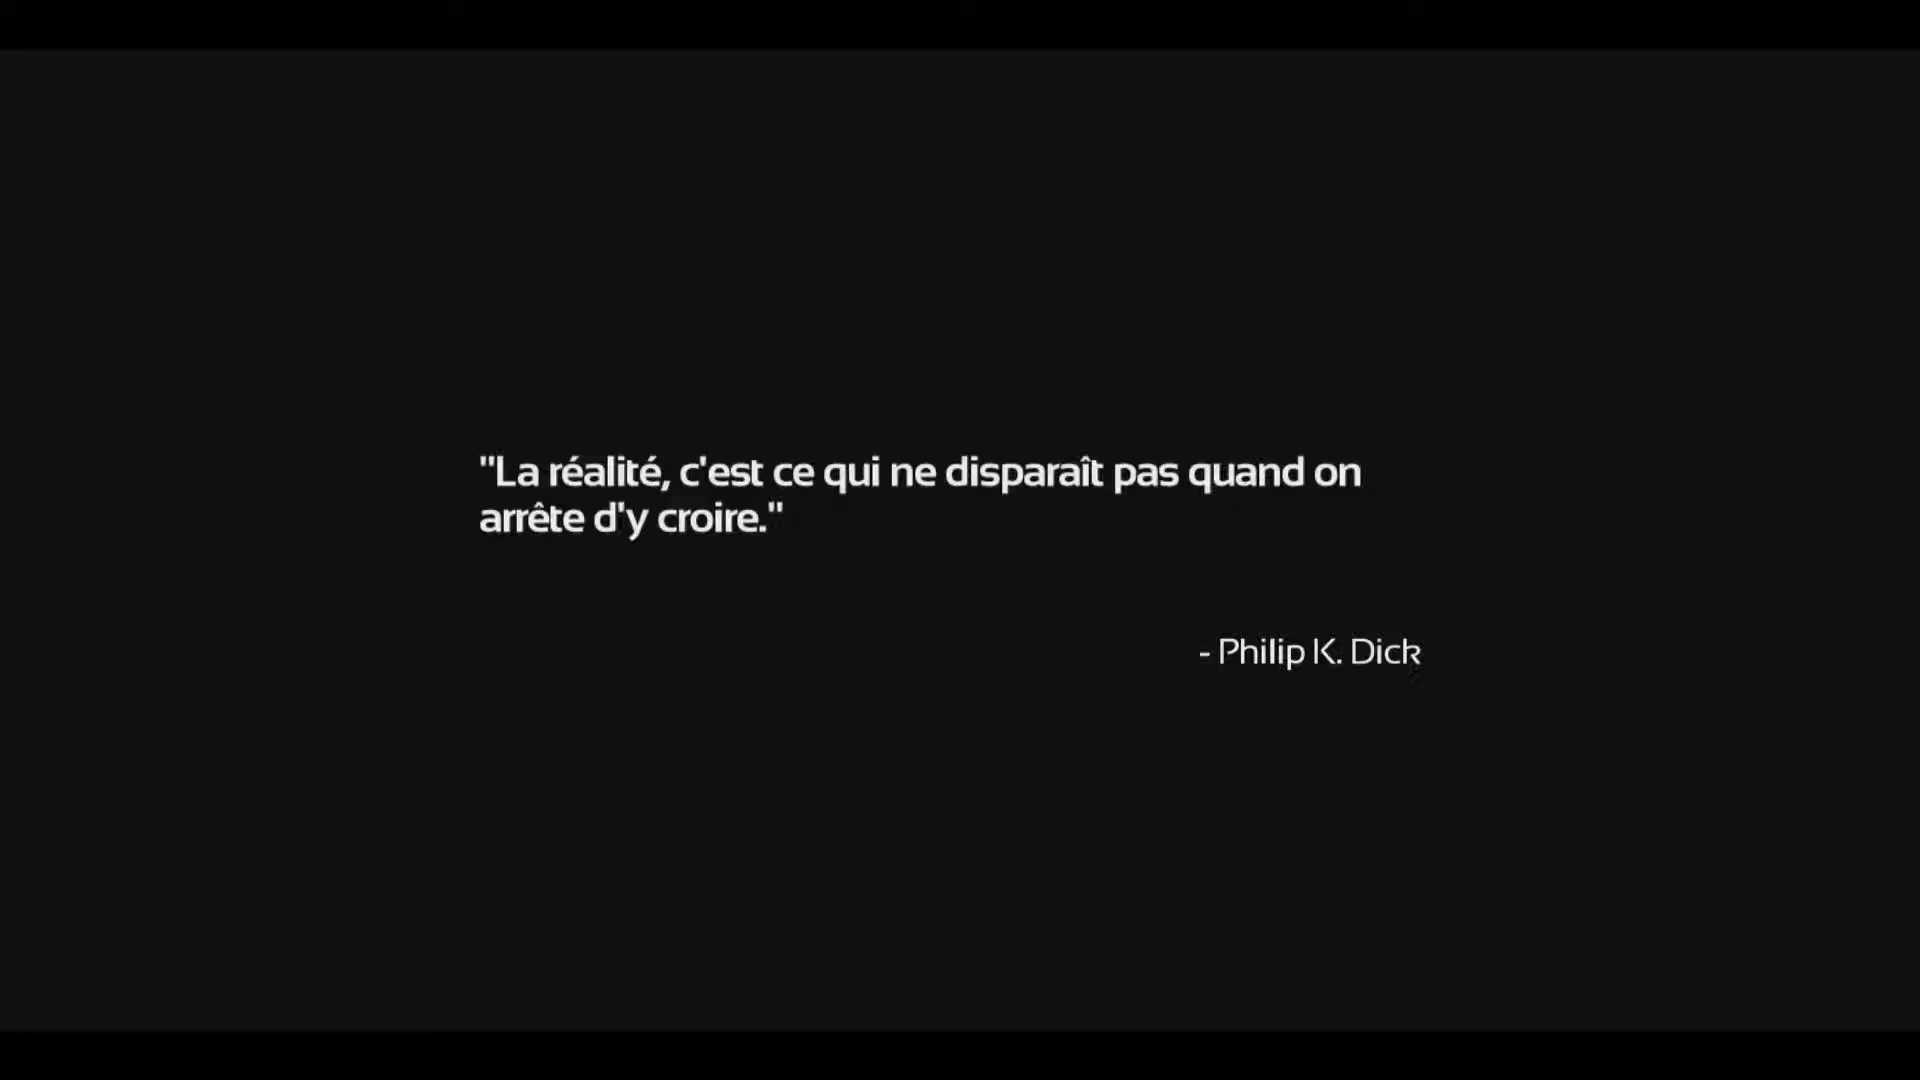 "La réalité, c'est ce qui ne disparaît pas quand on
arrête d'y croire."
- Philip K. Dick